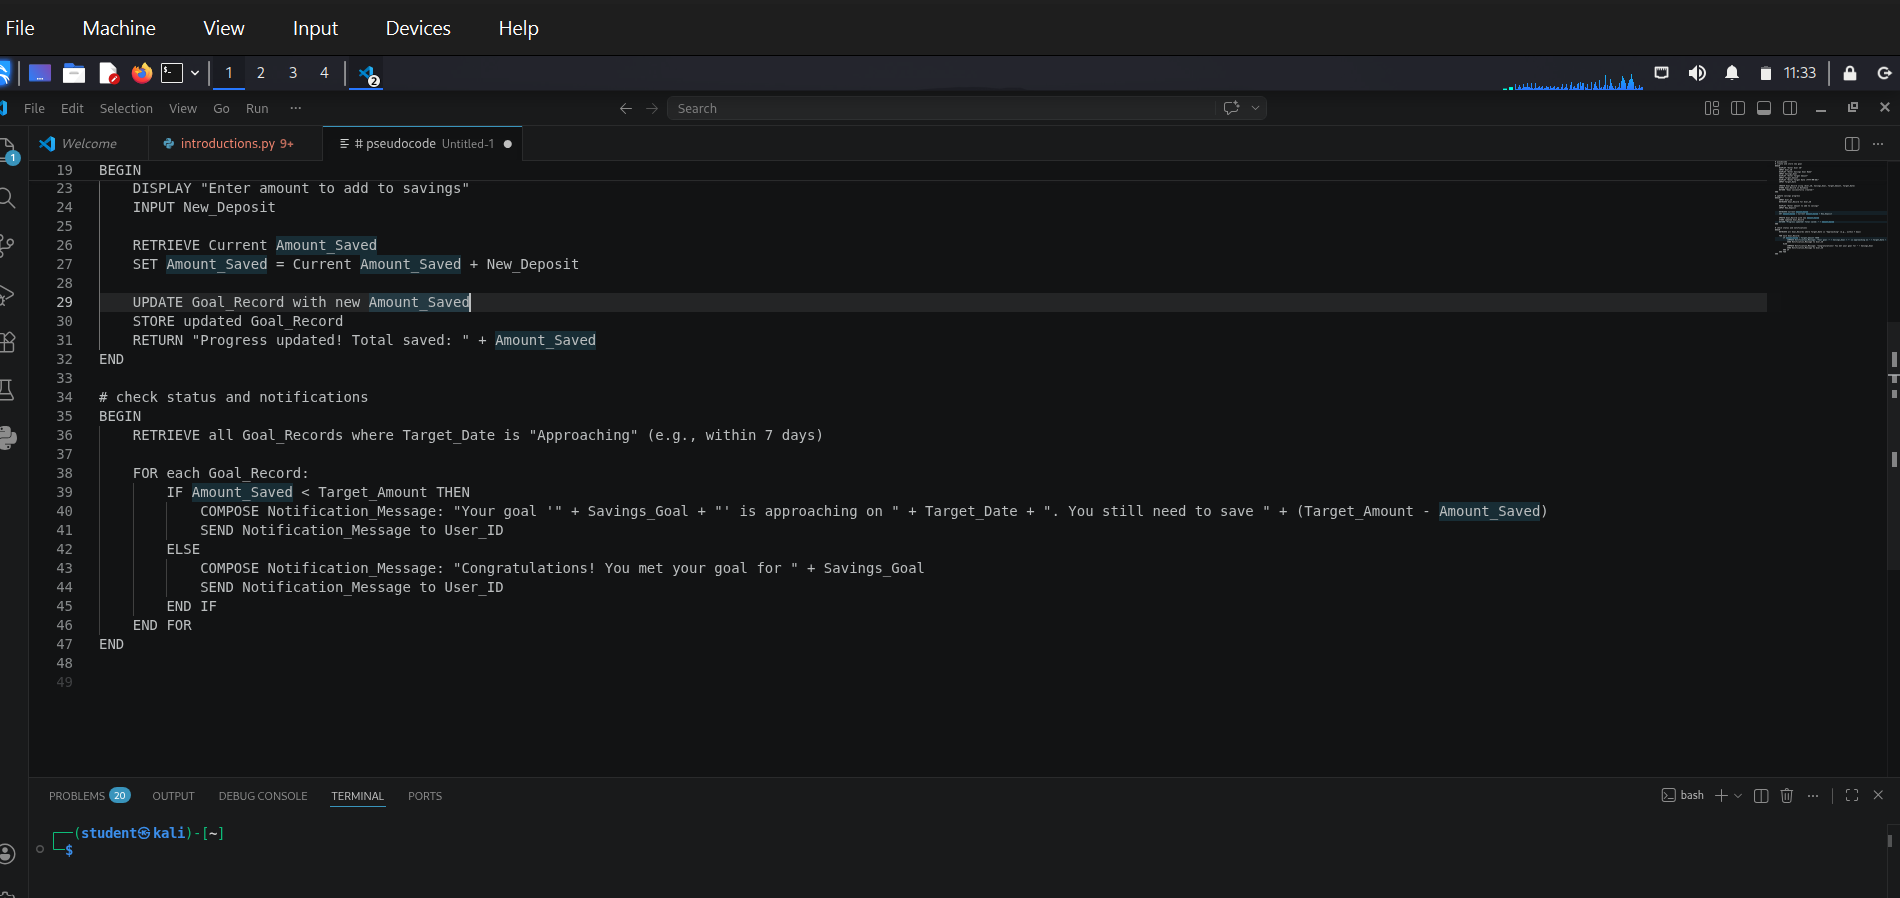 File Machine View Input Devices Help
1 2 3 4 2 11:33
File Edit Selection View Go Run ··· Search
Welcome introductions.py 9+ # pseudocode Untitled-1
1
19 BEGIN
23 DISPLAY "Enter amount to add to savings"
24 INPUT New_Deposit
25
26 RETRIEVE Current Amount_Saved
27 SET Amount_Saved = Current Amount_Saved + New_Deposit
28
29 UPDATE Goal_Record with new Amount_Saved
30 STORE updated Goal_Record
31 RETURN "Progress updated! Total saved: " + Amount_Saved
32 END
33
34 # check status and notifications
35 BEGIN
36 RETRIEVE all Goal_Records where Target_Date is "Approaching" (e.g., within 7 days)
37
38 FOR each Goal_Record:
39 IF Amount_Saved < Target_Amount THEN
40 COMPOSE Notification_Message: "Your goal '" + Savings_Goal + "' is approaching on " + Target_Date + ". You still need to save " + (Target_Amount - Amount_Saved)
41 SEND Notification_Message to User_ID
42 ELSE
43 COMPOSE Notification_Message: "Congratulations! You met your goal for " + Savings_Goal
44 SEND Notification_Message to User_ID
45 END IF
46 END FOR
47 END
48
49
PROBLEMS 20 OUTPUT DEBUG CONSOLE TERMINAL PORTS bash
(student㉿kali)-[~]
$